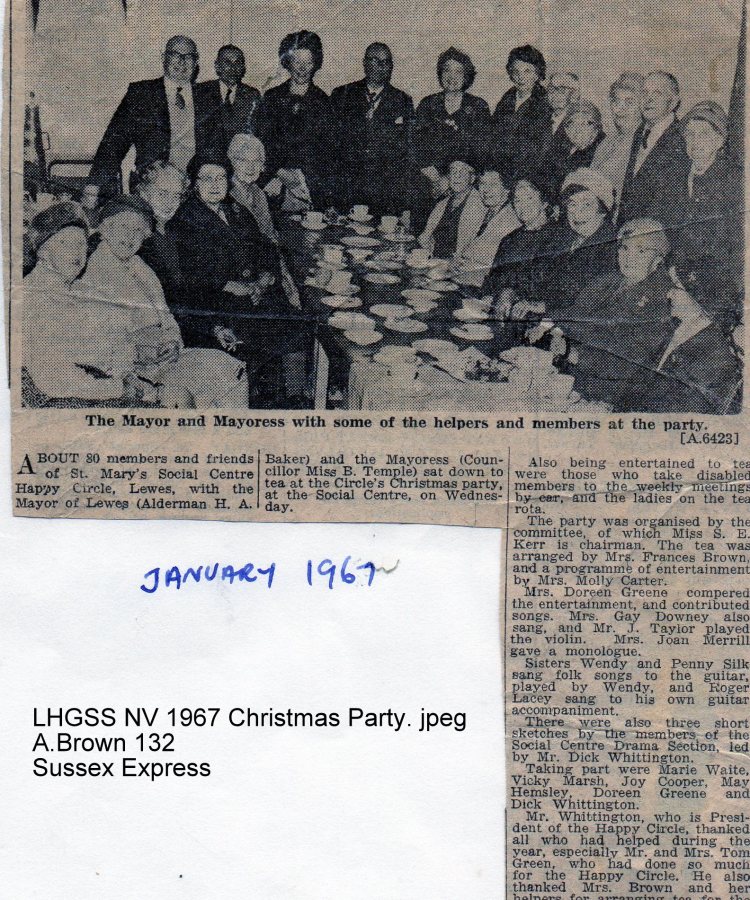 The Mayor and Mayoress with some of the helpers and members at the party.
[A.6423]
ABOUT 80 members and friends
of St. Mary's Social Centre
Happy Circle, Lewes, with the
Mayor of Lewes (Alderman H. A.
Baker) and the Mayoress (Coun-
cillor Miss B. Temple) sat down to
tea at the Circle's Christmas party,
at the Social Centre, on Wednes-
day.
Also being entertained to tea
were those who take disabled
members to the weekly meetings
by car, and the ladies on the tea
rota.
The party was organised by the
committee, of which Miss S. E.
Kerr is chairman. The tea was
arranged by Mrs. Frances Brown,
and a programme of entertainment
by Mrs. Molly Carter.
Mrs. Doreen Greene compered
the entertainment, and contributed
songs. Mrs. Gay Downey also
sang, and Mr. J. Taylor played
the violin. Mrs. Joan Merrill
gave a monologue.
Sisters Wendy and Penny Silk
sang folk songs to the guitar,
played by Wendy, and Roger
Lacey sang to his own guitar
accompaniment.
There were also three short
sketches by the members of the
Social Centre Drama Section, led
by Mr. Dick Whittington.
Taking part were Marie Waite,
Vicky Marsh, Joy Cooper, May
Hemsley, Doreen Greene and
Dick Whittington.
Mr. Whittington, who is Presi-
dent of the Happy Circle, thanked
all who had helped during the
year, especially Mr. and Mrs. Tom
Green, who had done so much
for the Happy Circle. He also
thanked Mrs. Brown and her
helpers for arranging tea for the
JANUARY 1967
LHGSS NV 1967 Christmas Party. jpeg
A.Brown 132
Sussex Express